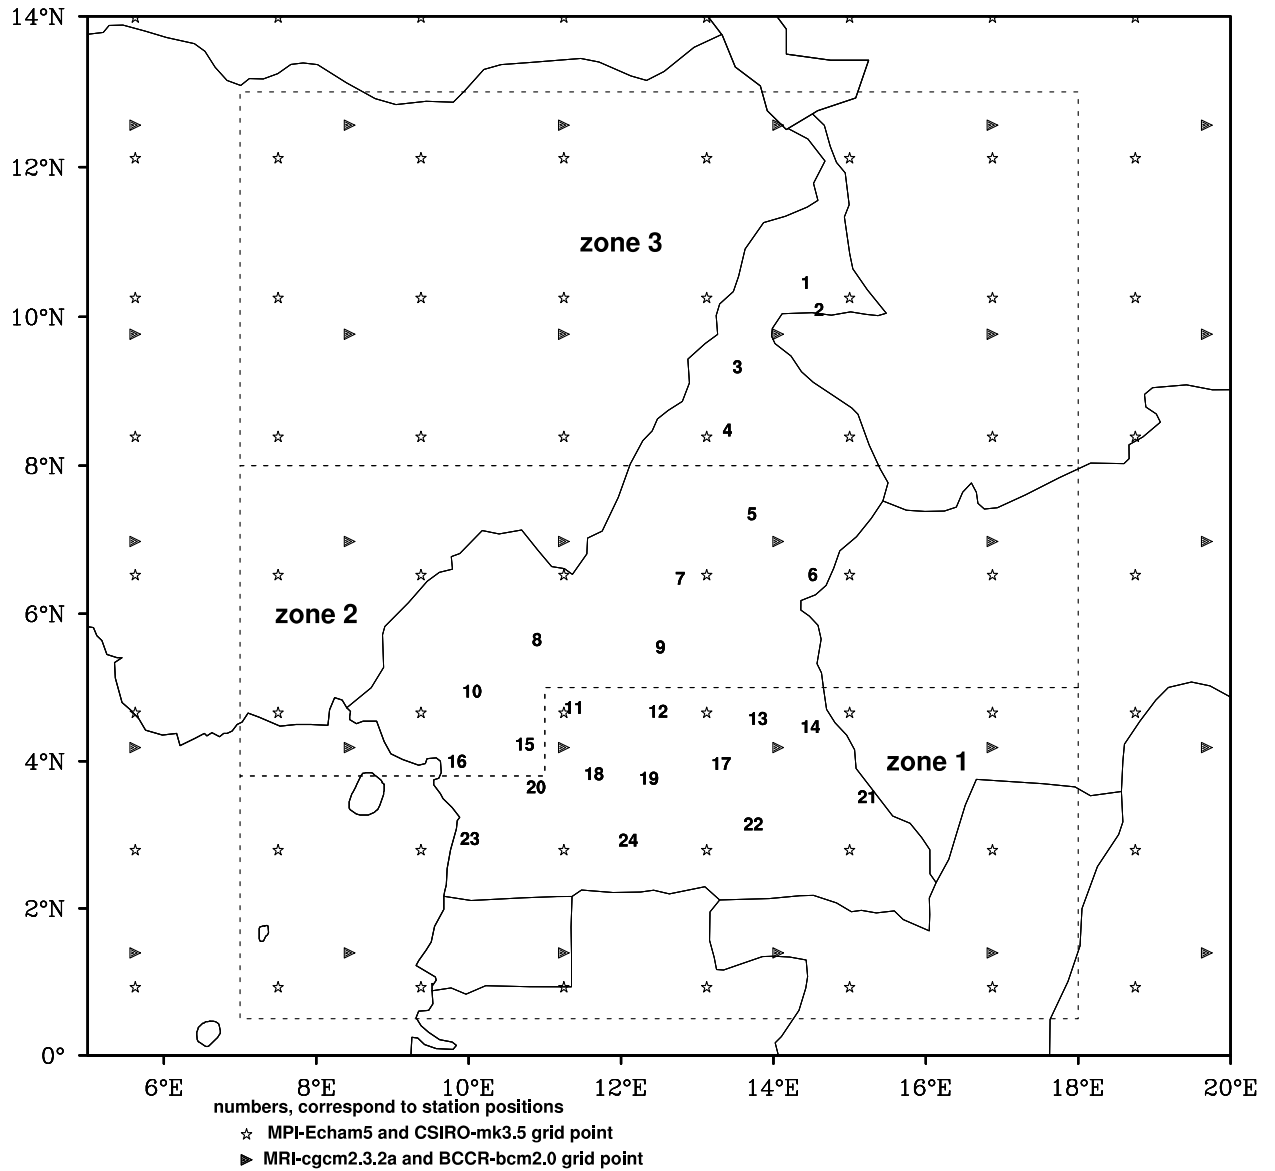 14°N
12°N
zone 3
1
10°N
2
3
4
8°N
5
7
6
6°N
zone 2
8
9
10
11
12
13
14
15
4°N
16
17
zone 1
18
19
20
21
22
23
24
2°N
0°
6°E
8°E
10°E
12°E
14°E
16°E
18°E
20°E
numbers, correspond to station positions
MPI-Echam5 and CSIRO-mk3.5 grid point
MRI-cgcm2.3.2a and BCCR-bcm2.0 grid point